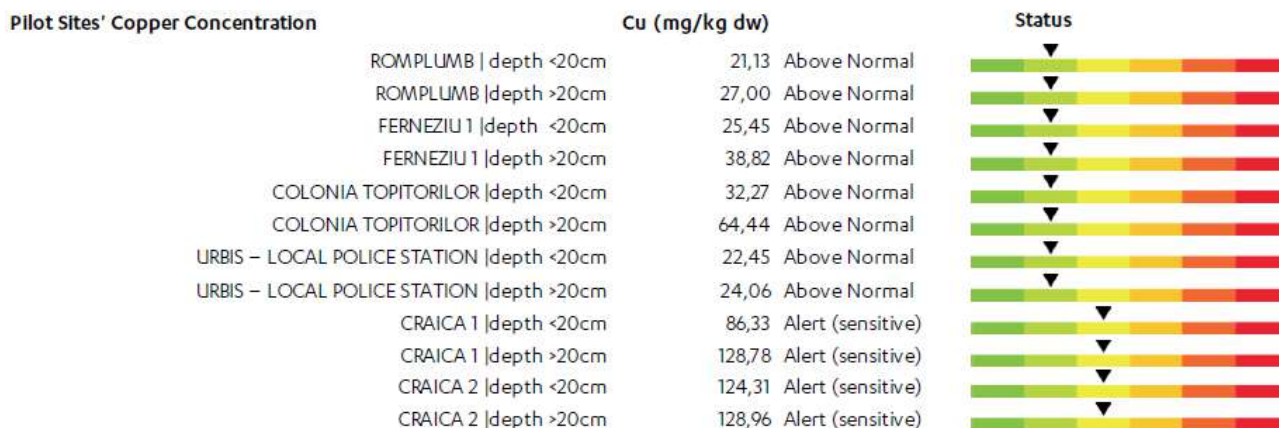 Pilot Sites' Copper Concentration Cu (mg/kg dw) Status
ROMPLUMB | depth <20cm 21,13 Above Normal
ROMPLUMB |depth >20cm 27,00 Above Normal
FERNEZIU 1 |depth <20cm 25,45 Above Normal
FERNEZIU 1 |depth >20cm 38,82 Above Normal
COLONIA TOPITORILOR |depth <20cm 32,27 Above Normal
COLONIA TOPITORILOR |depth >20cm 64,44 Above Normal
URBIS – LOCAL POLICE STATION |depth <20cm 22,45 Above Normal
URBIS – LOCAL POLICE STATION |depth >20cm 24,06 Above Normal
CRAICA 1 |depth <20cm 86,33 Alert (sensitive)
CRAICA 1 |depth >20cm 128,78 Alert (sensitive)
CRAICA 2 |depth <20cm 124,31 Alert (sensitive)
CRAICA 2 |depth >20cm 128,96 Alert (sensitive)